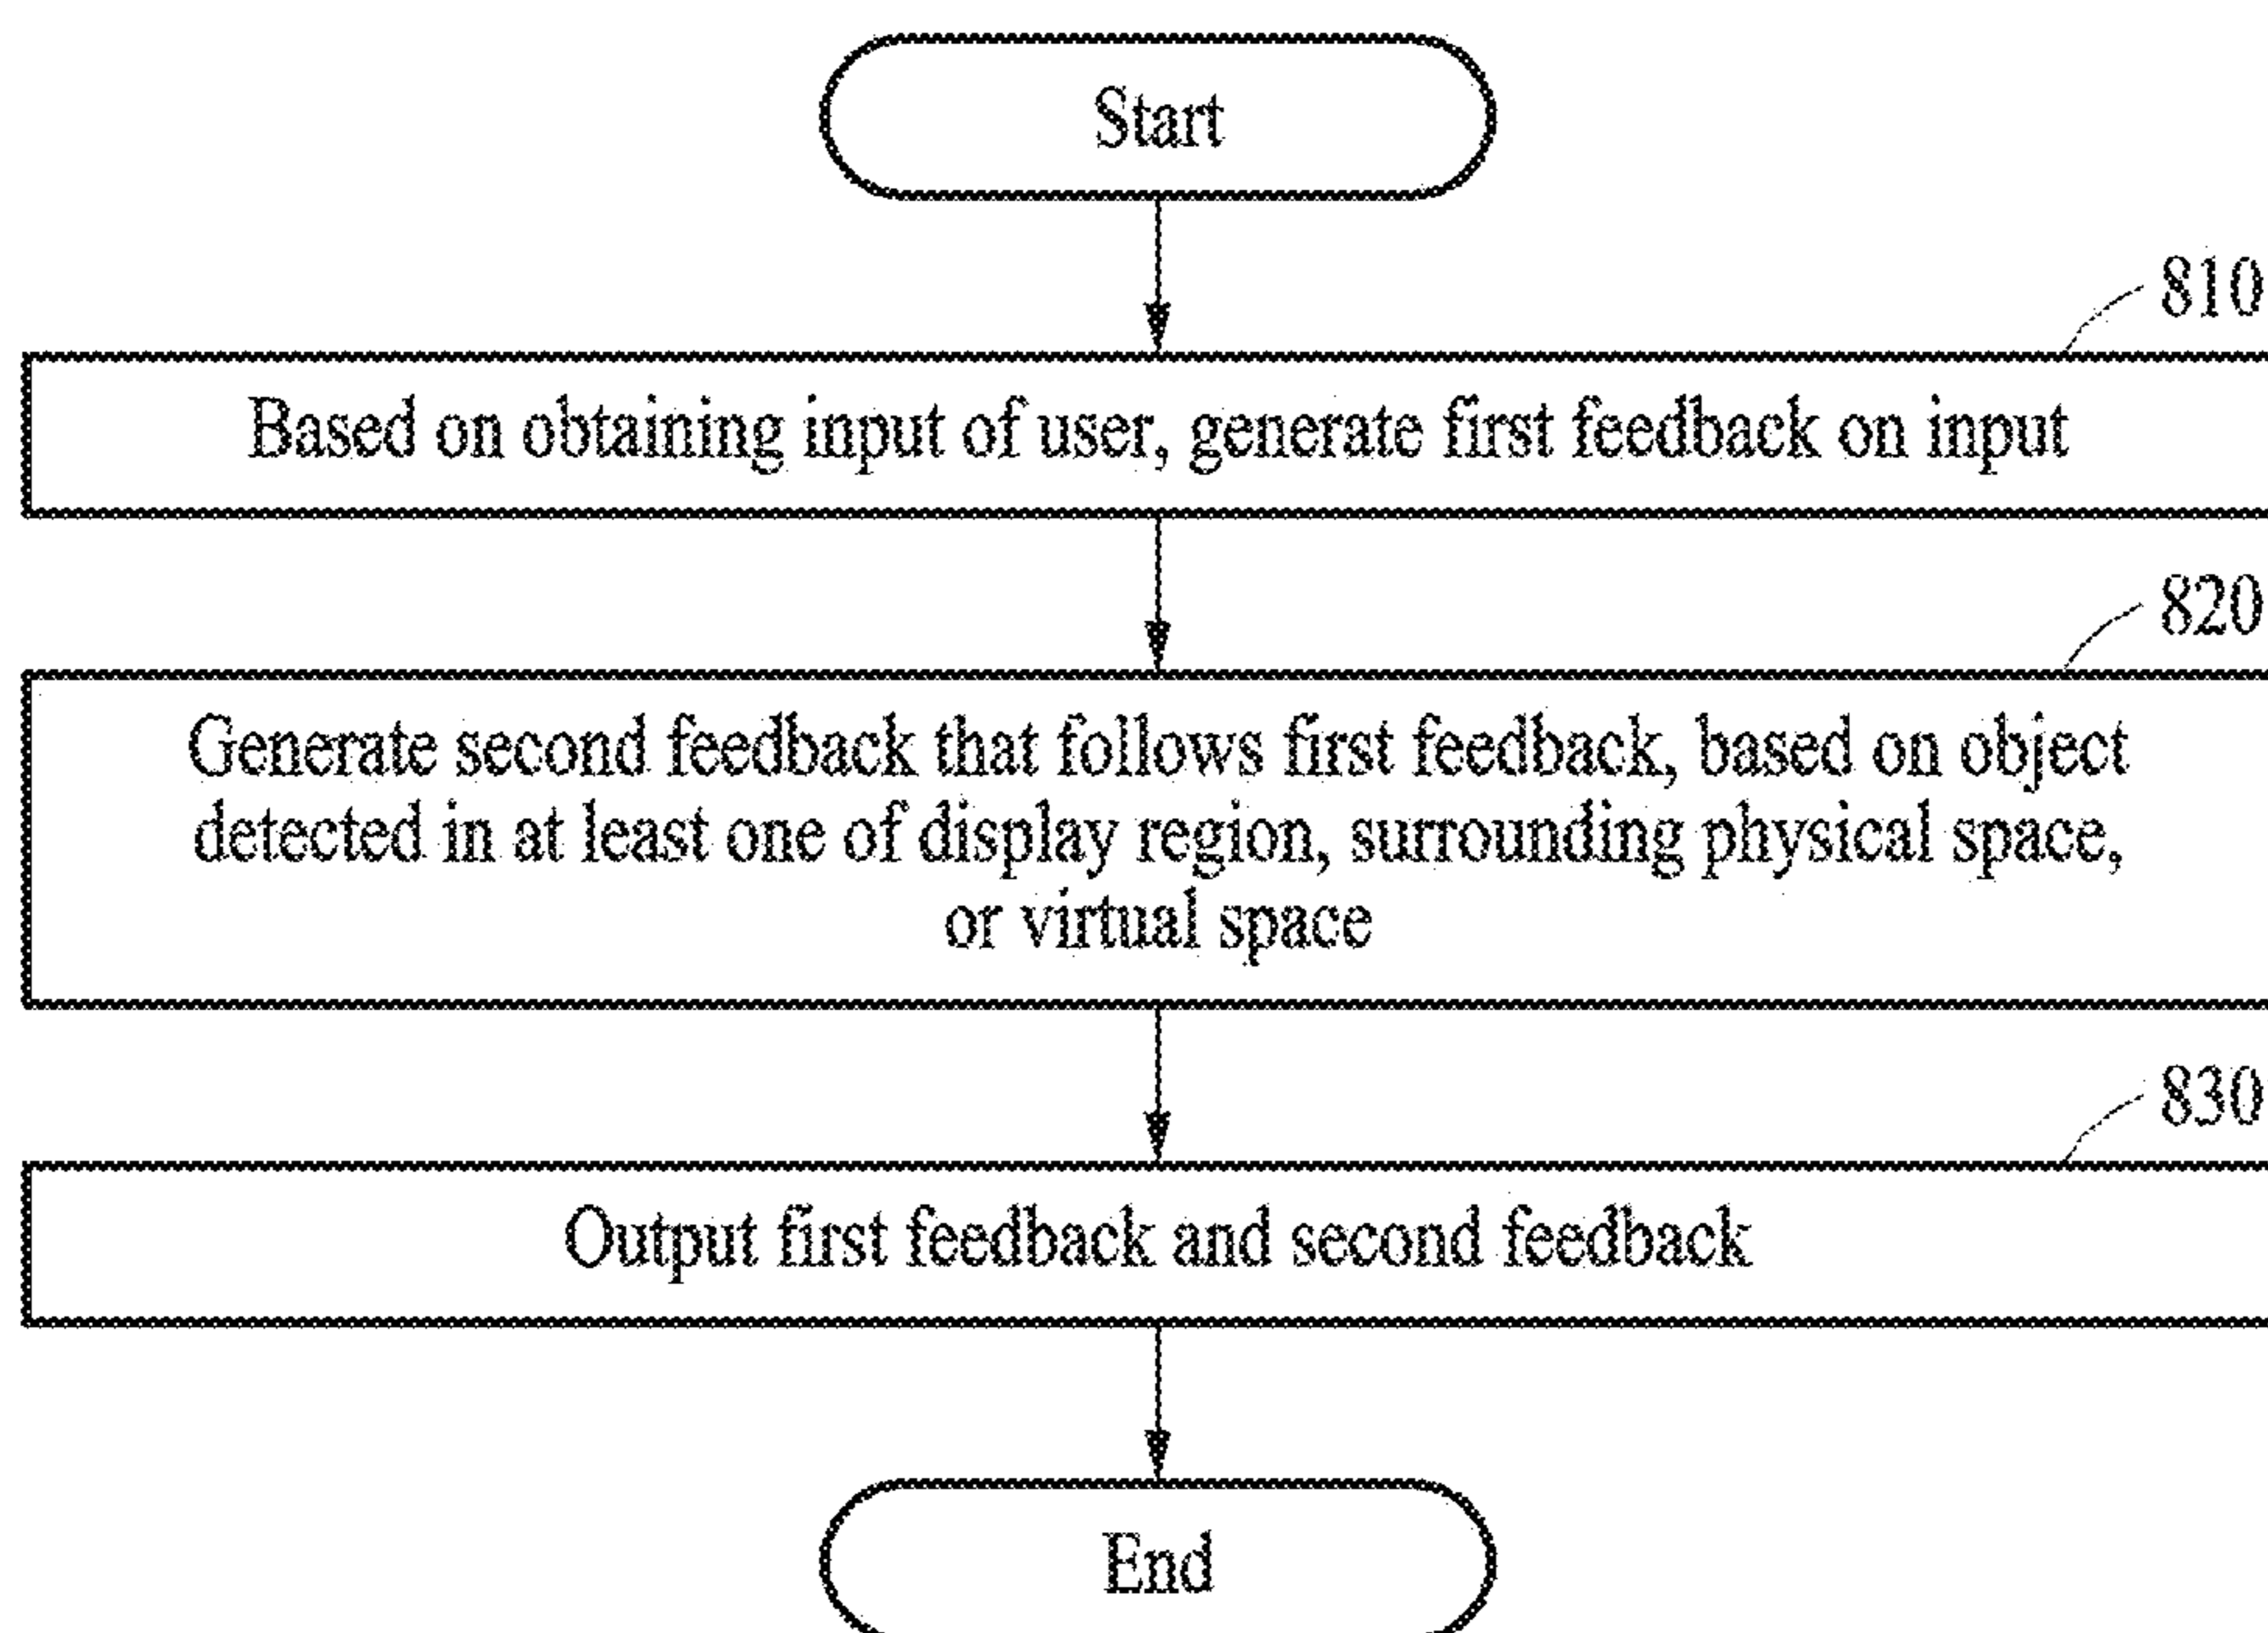 Start
810
Based on obtaining input of user, generate first feedback on input
820
Generate second feedback that follows first feedback, based on object
detected in at least one of display region, surrounding physical space,
or virtual space
830
Output first feedback and second feedback
End